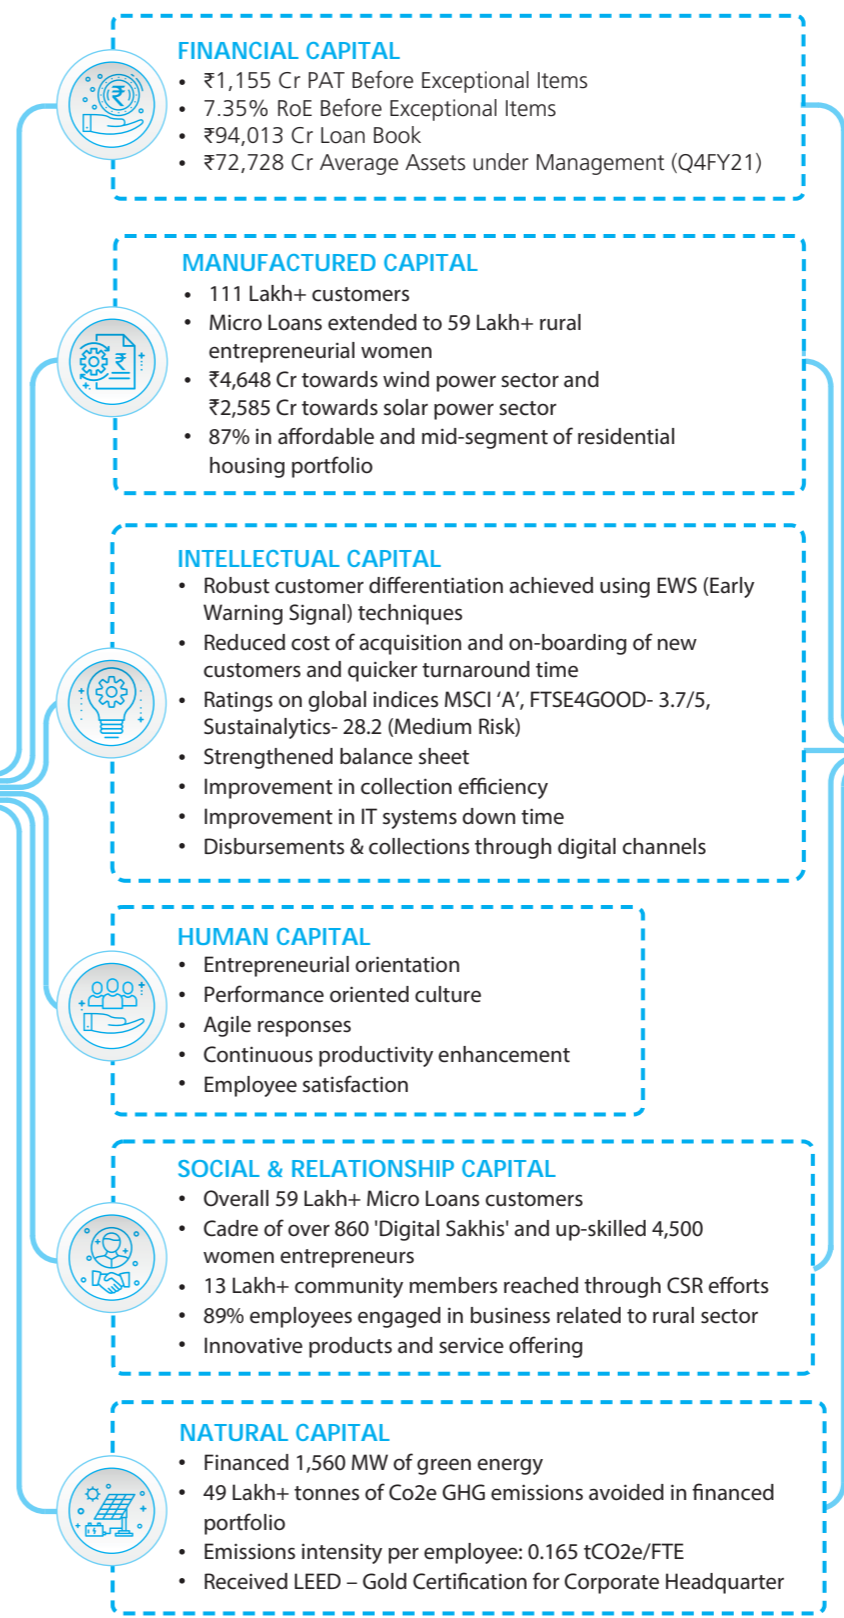 FINANCIAL CAPITAL
• ₹1,155 Cr PAT Before Exceptional Items
• 7.35% RoE Before Exceptional Items
• ₹94,013 Cr Loan Book
• ₹72,728 Cr Average Assets under Management (Q4FY21)
MANUFACTURED CAPITAL
• 111 Lakh+ customers
• Micro Loans extended to 59 Lakh+ rural
entrepreneurial women
• ₹4,648 Cr towards wind power sector and
₹2,585 Cr towards solar power sector
• 87% in affordable and mid-segment of residential
housing portfolio
INTELLECTUAL CAPITAL
• Robust customer differentiation achieved using EWS (Early
Warning Signal) techniques
• Reduced cost of acquisition and on-boarding of new
customers and quicker turnaround time
• Ratings on global indices MSCI ‘A’, FTSE4GOOD- 3.7/5,
Sustainalytics- 28.2 (Medium Risk)
• Strengthened balance sheet
• Improvement in collection efficiency
• Improvement in IT systems down time
• Disbursements & collections through digital channels
HUMAN CAPITAL
• Entrepreneurial orientation
• Performance oriented culture
• Agile responses
• Continuous productivity enhancement
• Employee satisfaction
SOCIAL & RELATIONSHIP CAPITAL
• Overall 59 Lakh+ Micro Loans customers
• Cadre of over 860 'Digital Sakhis' and up-skilled 4,500
women entrepreneurs
• 13 Lakh+ community members reached through CSR efforts
• 89% employees engaged in business related to rural sector
• Innovative products and service offering
NATURAL CAPITAL
• Financed 1,560 MW of green energy
• 49 Lakh+ tonnes of Co2e GHG emissions avoided in financed
portfolio
• Emissions intensity per employee: 0.165 tCO2e/FTE
• Received LEED – Gold Certification for Corporate Headquarter